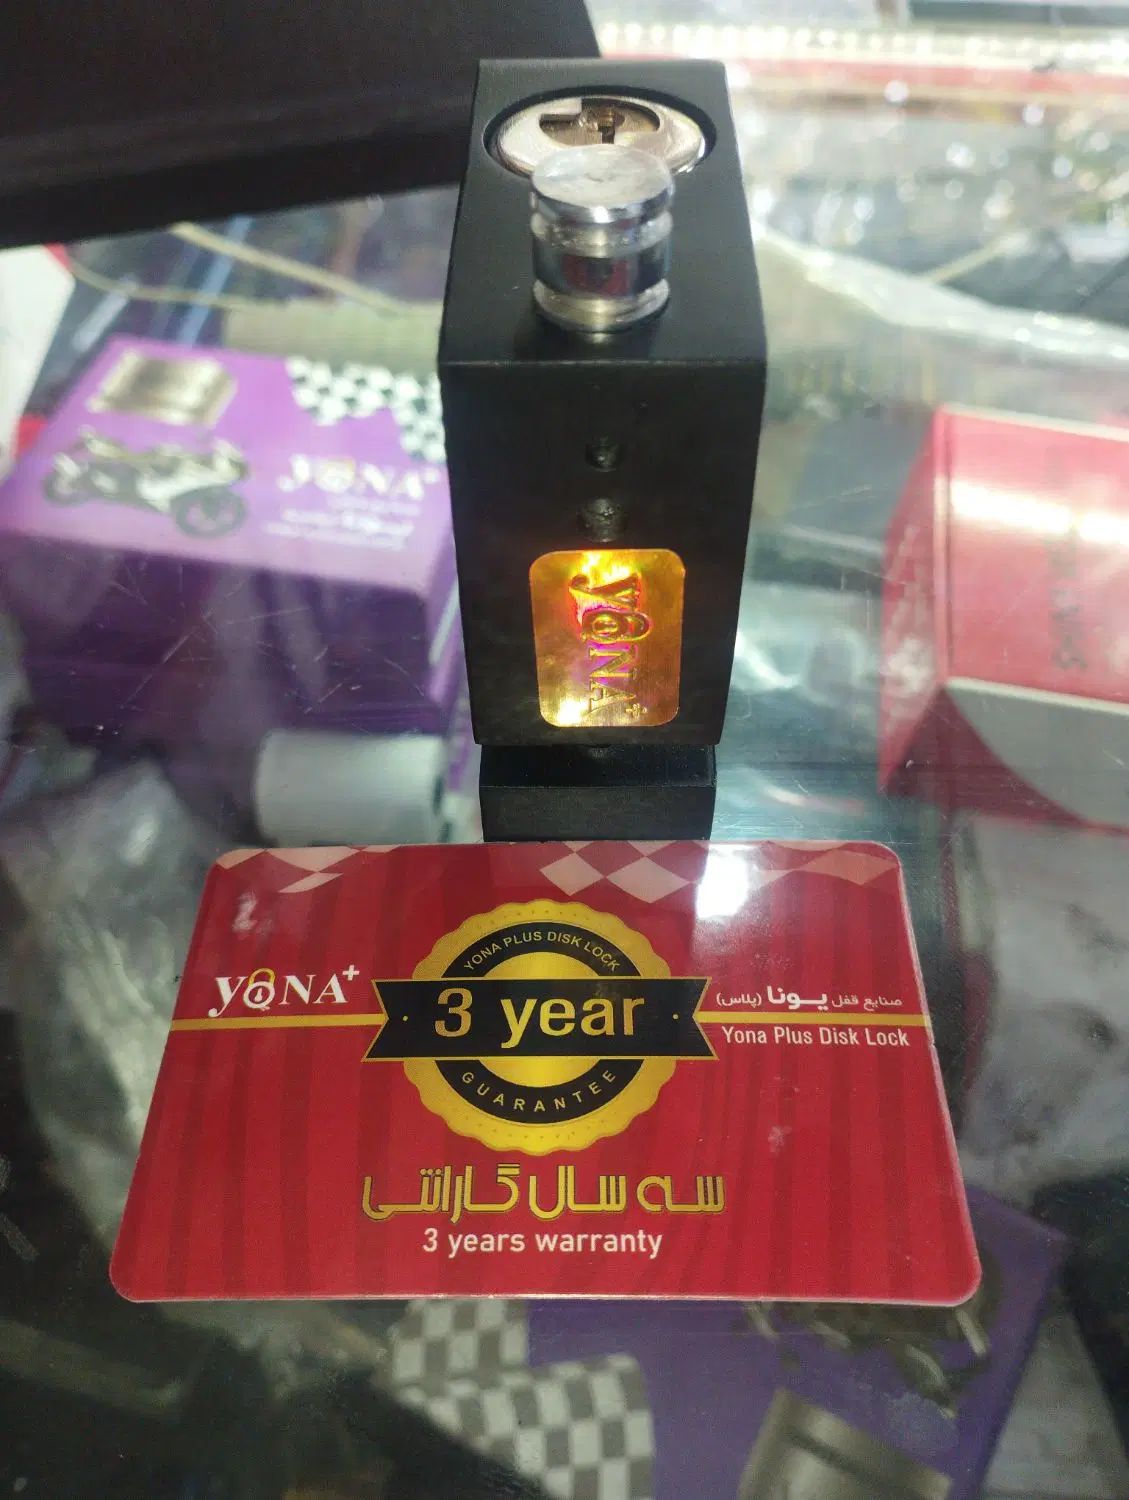 YONA+
YONA+
YONA PLUS DISK LOCK
YONA+
3 year
صنایع قفل یونا (پلاس)
Yona Plus Disk Lock
GUARANTEE
سه سال گارانتی
3 years warranty